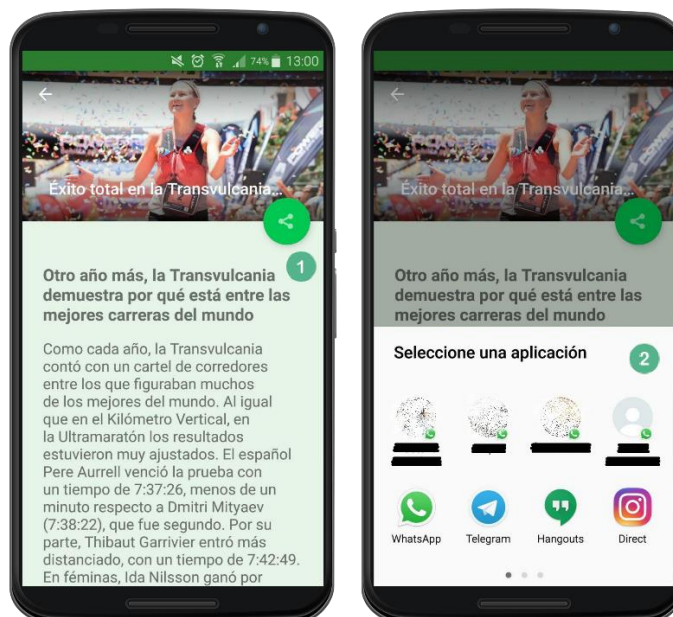 74% 13:00
Éxito total en la Transvulcania...
1
Otro año más, la Transvulcania
demuestra por qué está entre las
mejores carreras del mundo
Como cada año, la Transvulcania
contó con un cartel de corredores
entre los que figuraban muchos
de los mejores del mundo. Al igual
que en el Kilómetro Vertical, en
la Ultramaratón los resultados
estuvieron muy ajustados. El español
Pere Aurrell venció la prueba con
un tiempo de 7:37:26, menos de un
minuto respecto a Dmitri Mityaev
(7:38:22), que fue segundo. Por su
parte, Thibaut Garrivier entró más
distanciado, con un tiempo de 7:42:49.
En féminas, Ida Nilsson ganó por
Éxito total en la Transvulcania...
Otro año más, la Transvulcania
demuestra por qué está entre las
mejores carreras del mundo
Seleccione una aplicación
2
WhatsApp Telegram Hangouts Direct